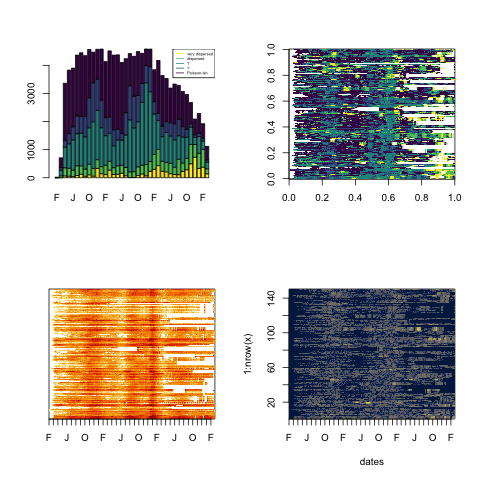 very dispersed
dispersed
?
?
Poisson-ish
0
1000
3000
F J O F J O F J O F
0.0 0.2 0.4 0.6 0.8 1.0
0.0 0.2 0.4 0.6 0.8 1.0
F J O F J O F J O F
1:nrow(x)
20
60
100
140
F J O F J O F J O F
dates